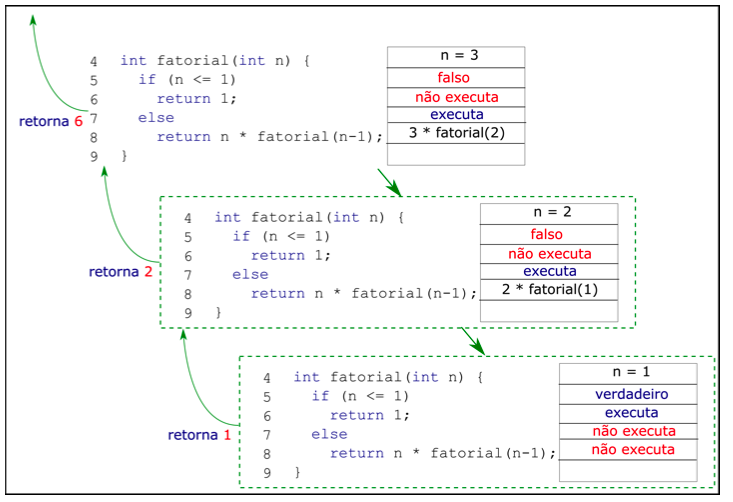 4 int fatorial(int n) {
5 if (n <= 1)
6 return 1;
7 else
8 return n * fatorial(n-1);
9 }
n = 3
falso
não executa
executa
3 * fatorial(2)
retorna 6
4 int fatorial(int n) {
5 if (n <= 1)
6 return 1;
7 else
8 return n * fatorial(n-1);
9 }
n = 2
falso
não executa
executa
2 * fatorial(1)
retorna 2
4 int fatorial(int n) {
5 if (n <= 1)
6 return 1;
7 else
8 return n * fatorial(n-1);
9 }
n = 1
verdadeiro
executa
não executa
não executa
retorna 1